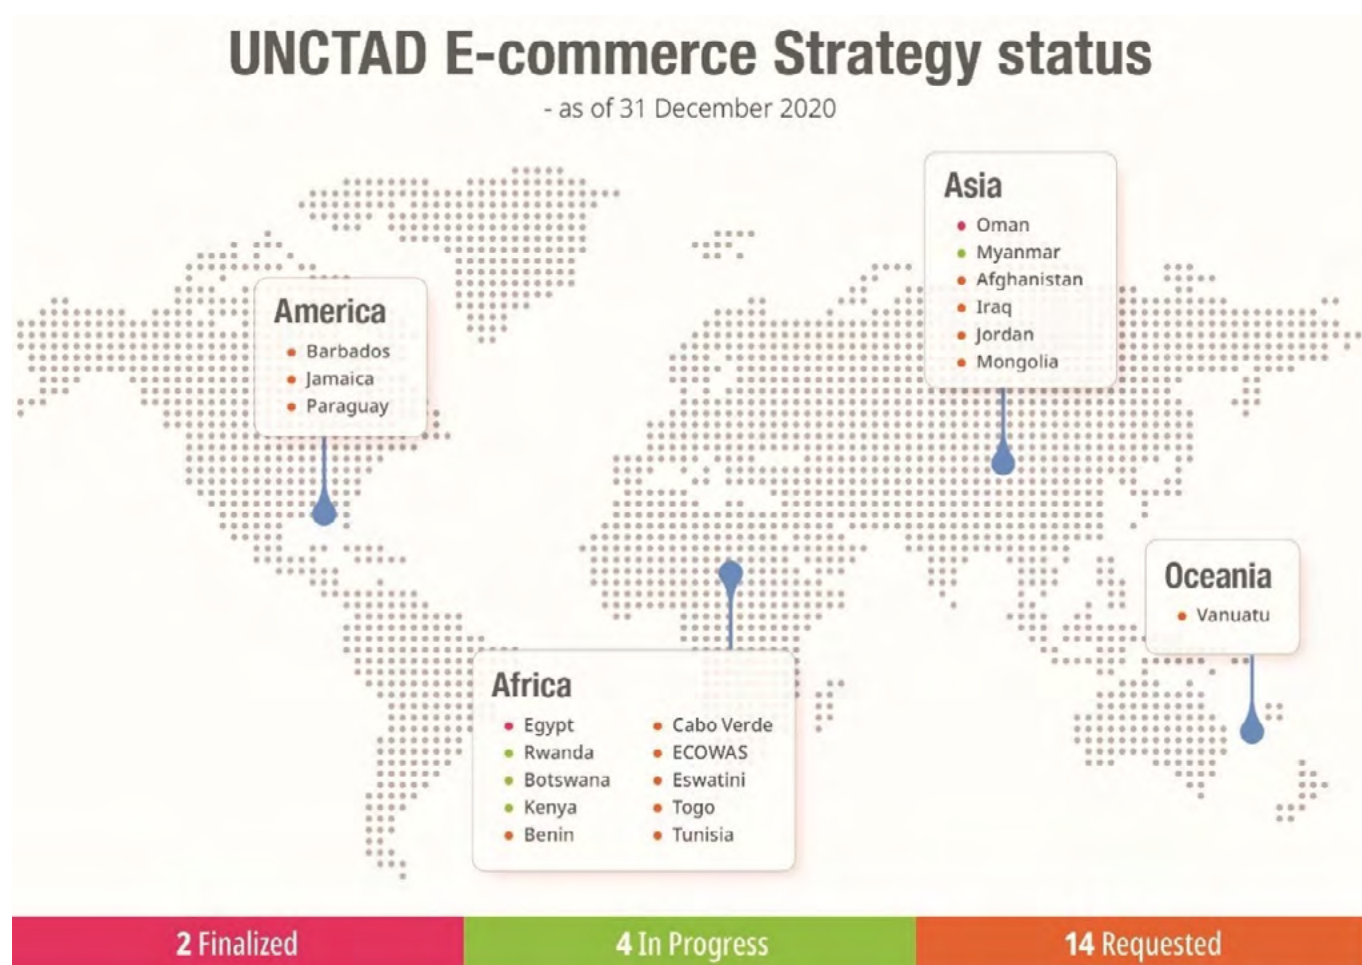 UNCTAD E-commerce Strategy status
- as of 31 December 2020
Asia
Oman
Myanmar
Afghanistan
Iraq
Jordan
Mongolia
America
Barbados
Jamaica
Paraguay
Oceania
Vanuatu
Africa
Egypt
Rwanda
Botswana
Kenya
Benin
Cabo Verde
ECOWAS
Eswatini
Togo
Tunisia
2 Finalized
4 In Progress
14 Requested